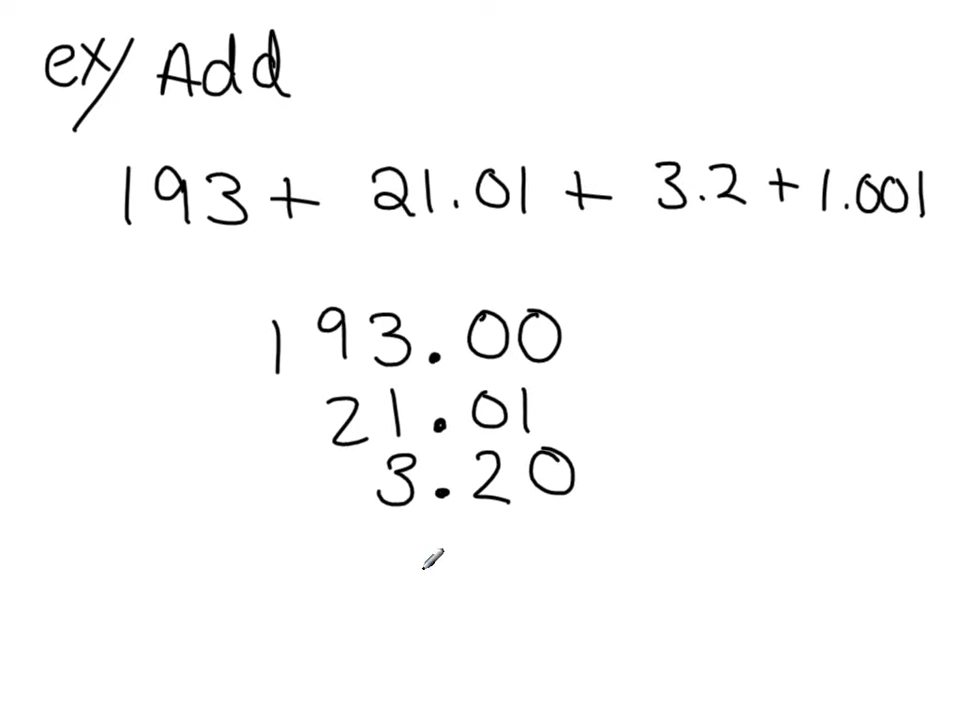 ex/ Add
193 + 21.01 + 3.2 + 1.001
193.00
21.01
3.20